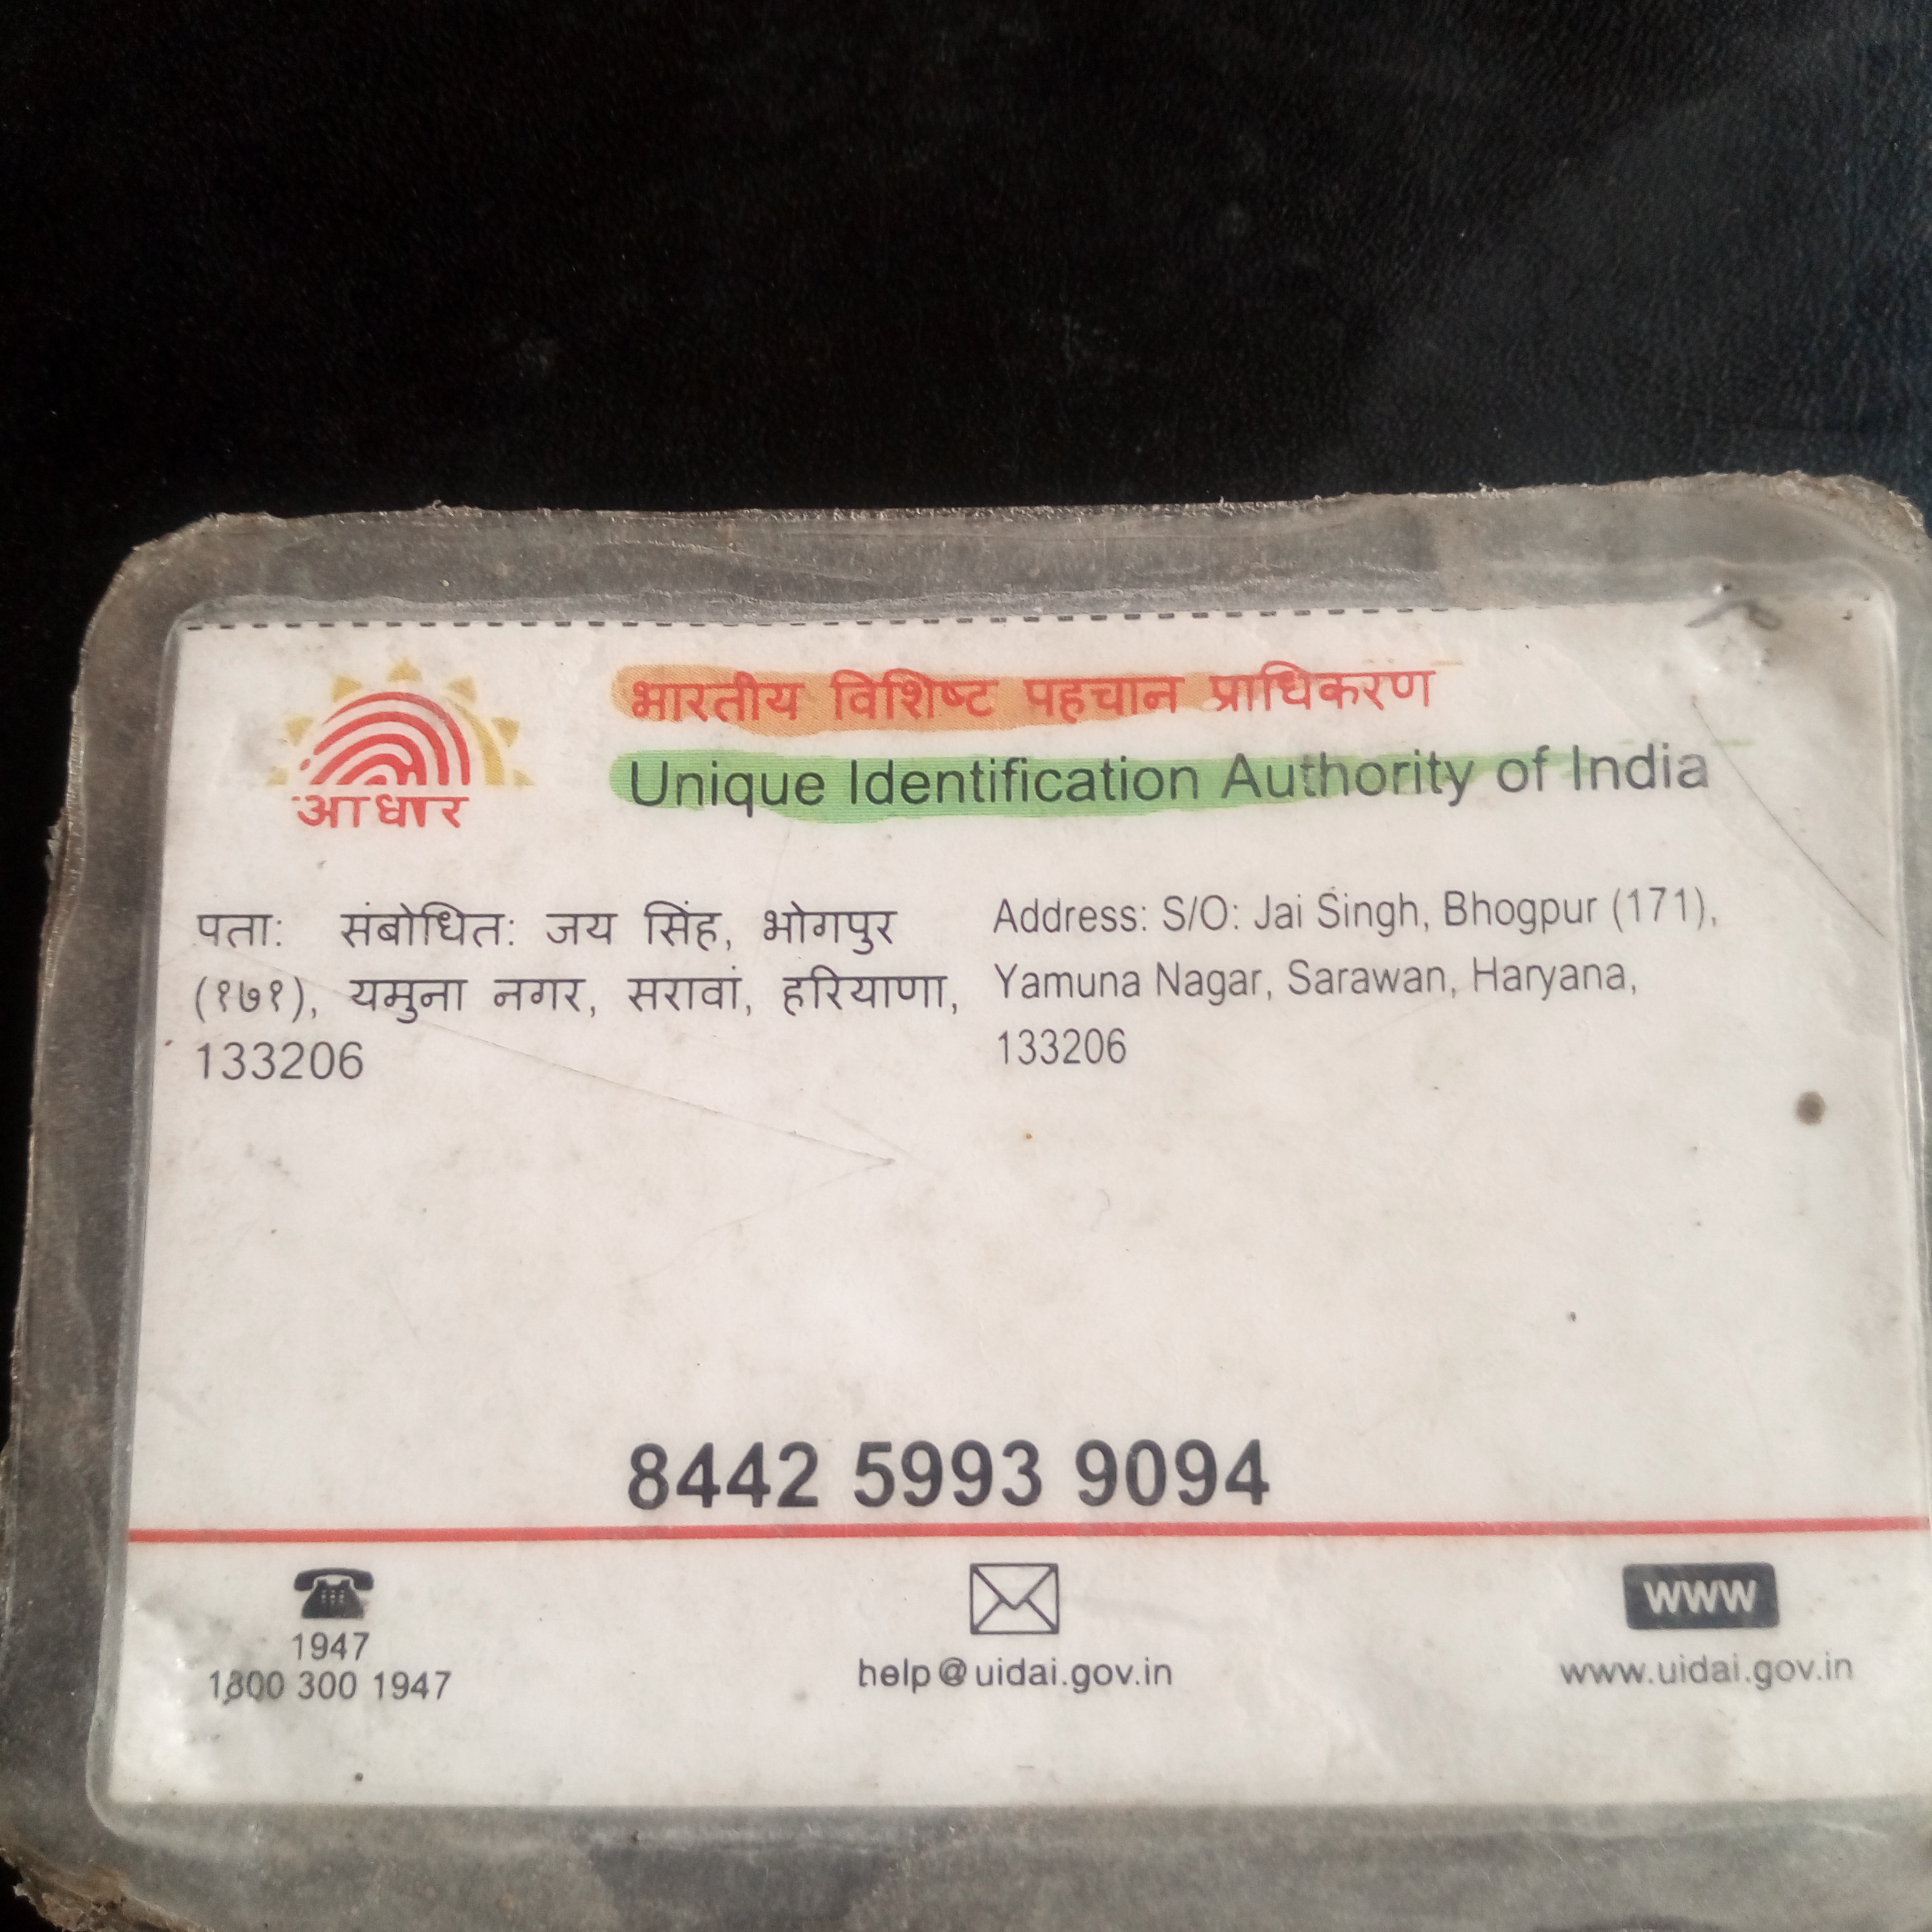 भारतीय विशिष्ट पहचान प्राधिकरण
Unique Identification Authority of India
आधार
पता: संबोधित: जय सिंह, भोगपुर
(१७१), यमुना नगर, सरावां, हरियाणा,
133206
Address: S/O: Jai Singh, Bhogpur (171),
Yamuna Nagar, Sarawan, Haryana,
133206
8442 5993 9094
1947
1800 300 1947
help@uidai.gov.in
www
www.uidai.gov.in